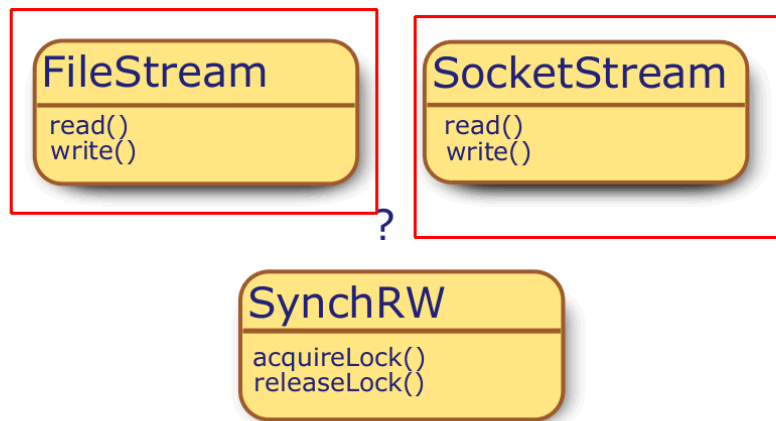 FileStream
read()
write()
SocketStream
read()
write()
?
SynchRW
acquireLock()
releaseLock()